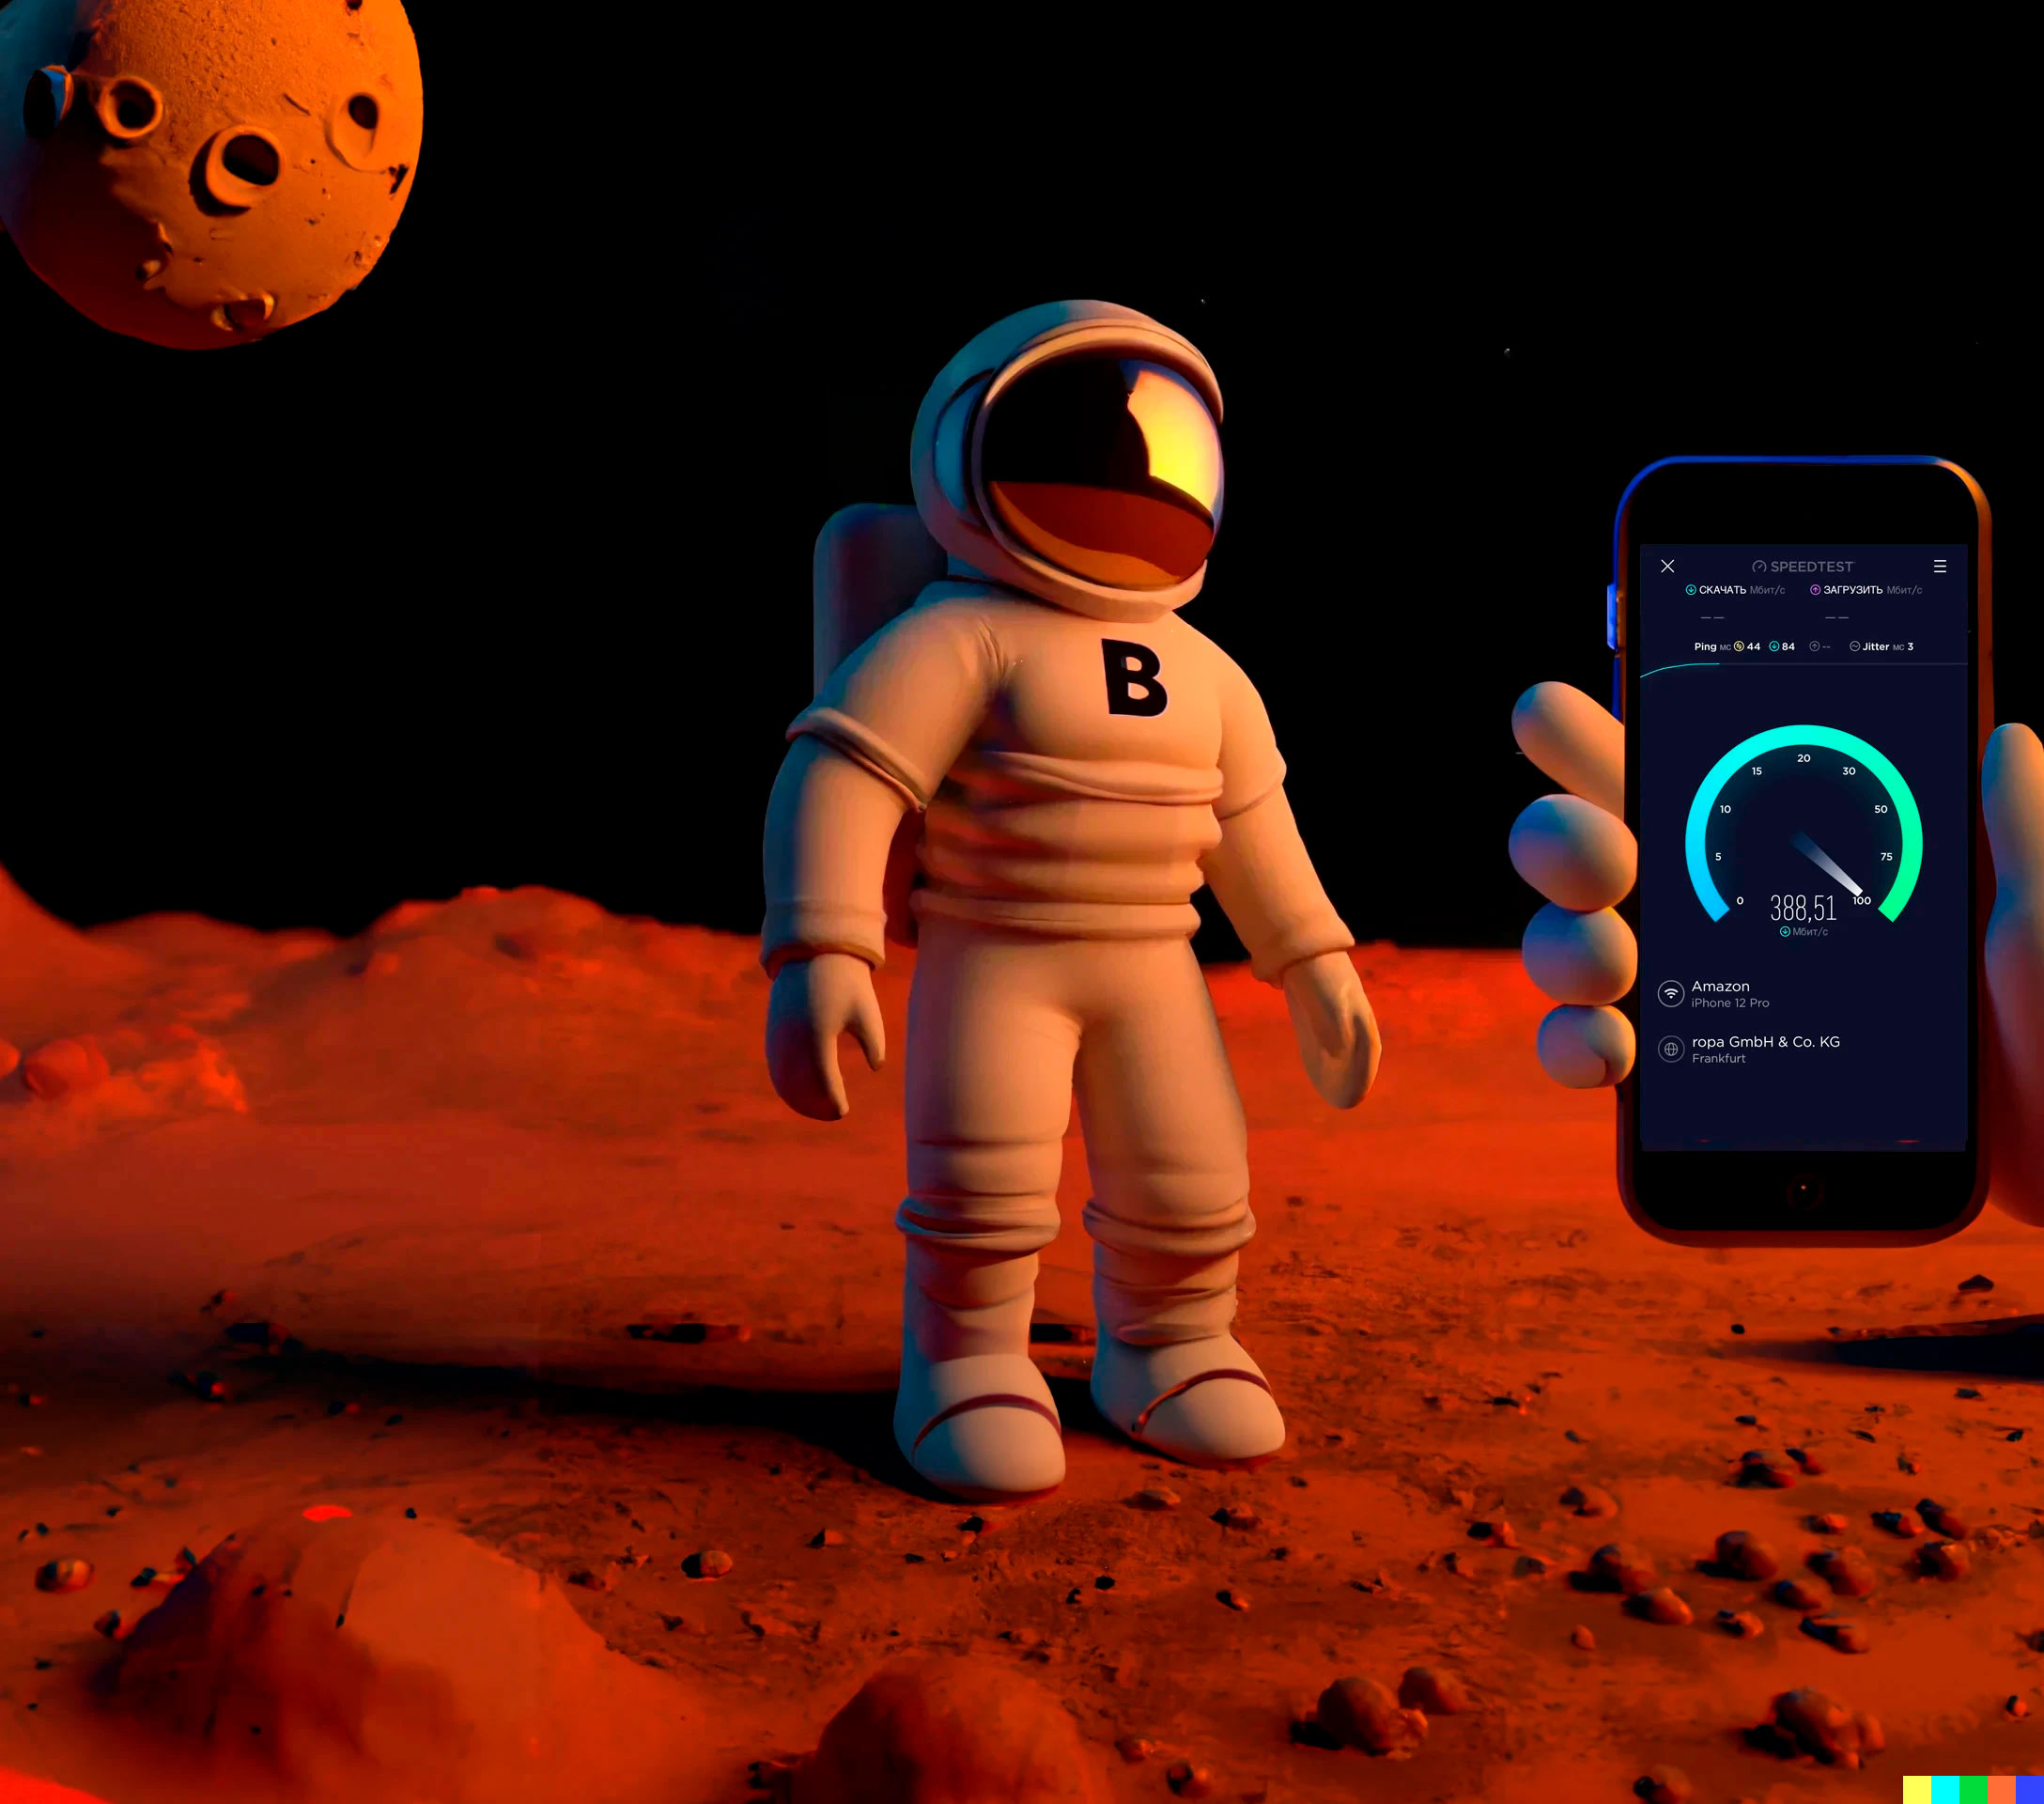 B
SPEEDTEST
СКАЧАТЬ Мбит/с ЗАГРУЗИТЬ Мбит/с
— — — —
Ping мс 44 84 -- Jitter мс 3
20
15 30
10 50
5 75
0 100
388,51
Мбит/с
Amazon
iPhone 12 Pro
ropa GmbH & Co. KG
Frankfurt